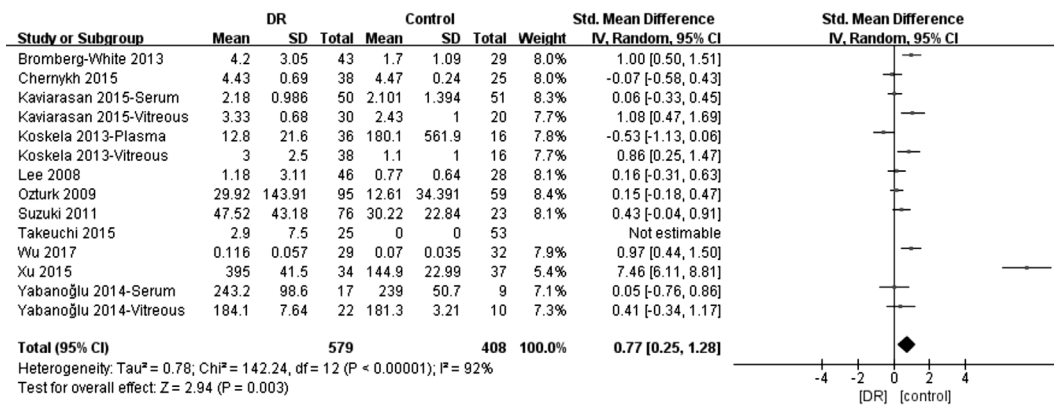 DR Control Std. Mean Difference Std. Mean Difference
Study or Subgroup Mean SD Total Mean SD Total Weight IV, Random, 95% CI IV, Random, 95% CI
Bromberg-White 2013 4.2 3.05 43 1.7 1.09 29 8.0% 1.00 [0.50, 1.51]
Chernykh 2015 4.43 0.69 38 4.47 0.24 25 8.0% -0.07 [-0.58, 0.43]
Kaviarasan 2015-Serum 2.18 0.986 50 2.101 1.394 51 8.3% 0.06 [-0.33, 0.45]
Kaviarasan 2015-Vitreous 3.33 0.68 30 2.43 1 20 7.7% 1.08 [0.47, 1.69]
Koskela 2013-Plasma 12.8 21.6 36 180.1 561.9 16 7.8% -0.53 [-1.13, 0.06]
Koskela 2013-Vitreous 3 2.5 38 1.1 1 16 7.7% 0.86 [0.25, 1.47]
Lee 2008 1.18 3.11 46 0.77 0.64 28 8.1% 0.16 [-0.31, 0.63]
Ozturk 2009 29.92 143.91 95 12.61 34.391 59 8.4% 0.15 [-0.18, 0.47]
Suzuki 2011 47.52 43.18 76 30.22 22.84 23 8.1% 0.43 [-0.04, 0.91]
Takeuchi 2015 2.9 7.5 25 0 0 53 Not estimable
Wu 2017 0.116 0.057 29 0.07 0.035 32 7.9% 0.97 [0.44, 1.50]
Xu 2015 395 41.5 34 144.9 22.99 37 5.4% 7.46 [6.11, 8.81]
Yabanoğlu 2014-Serum 243.2 98.6 17 239 50.7 9 7.1% 0.05 [-0.76, 0.86]
Yabanoğlu 2014-Vitreous 184.1 7.64 22 181.3 3.21 10 7.3% 0.41 [-0.34, 1.17]
Total (95% CI) 579 408 100.0% 0.77 [0.25, 1.28]
Heterogeneity: Tau² = 0.78; Chi² = 142.24, df = 12 (P < 0.00001); I² = 92%
Test for overall effect: Z = 2.94 (P = 0.003)
-4 -2 0 2 4
[DR] [control]